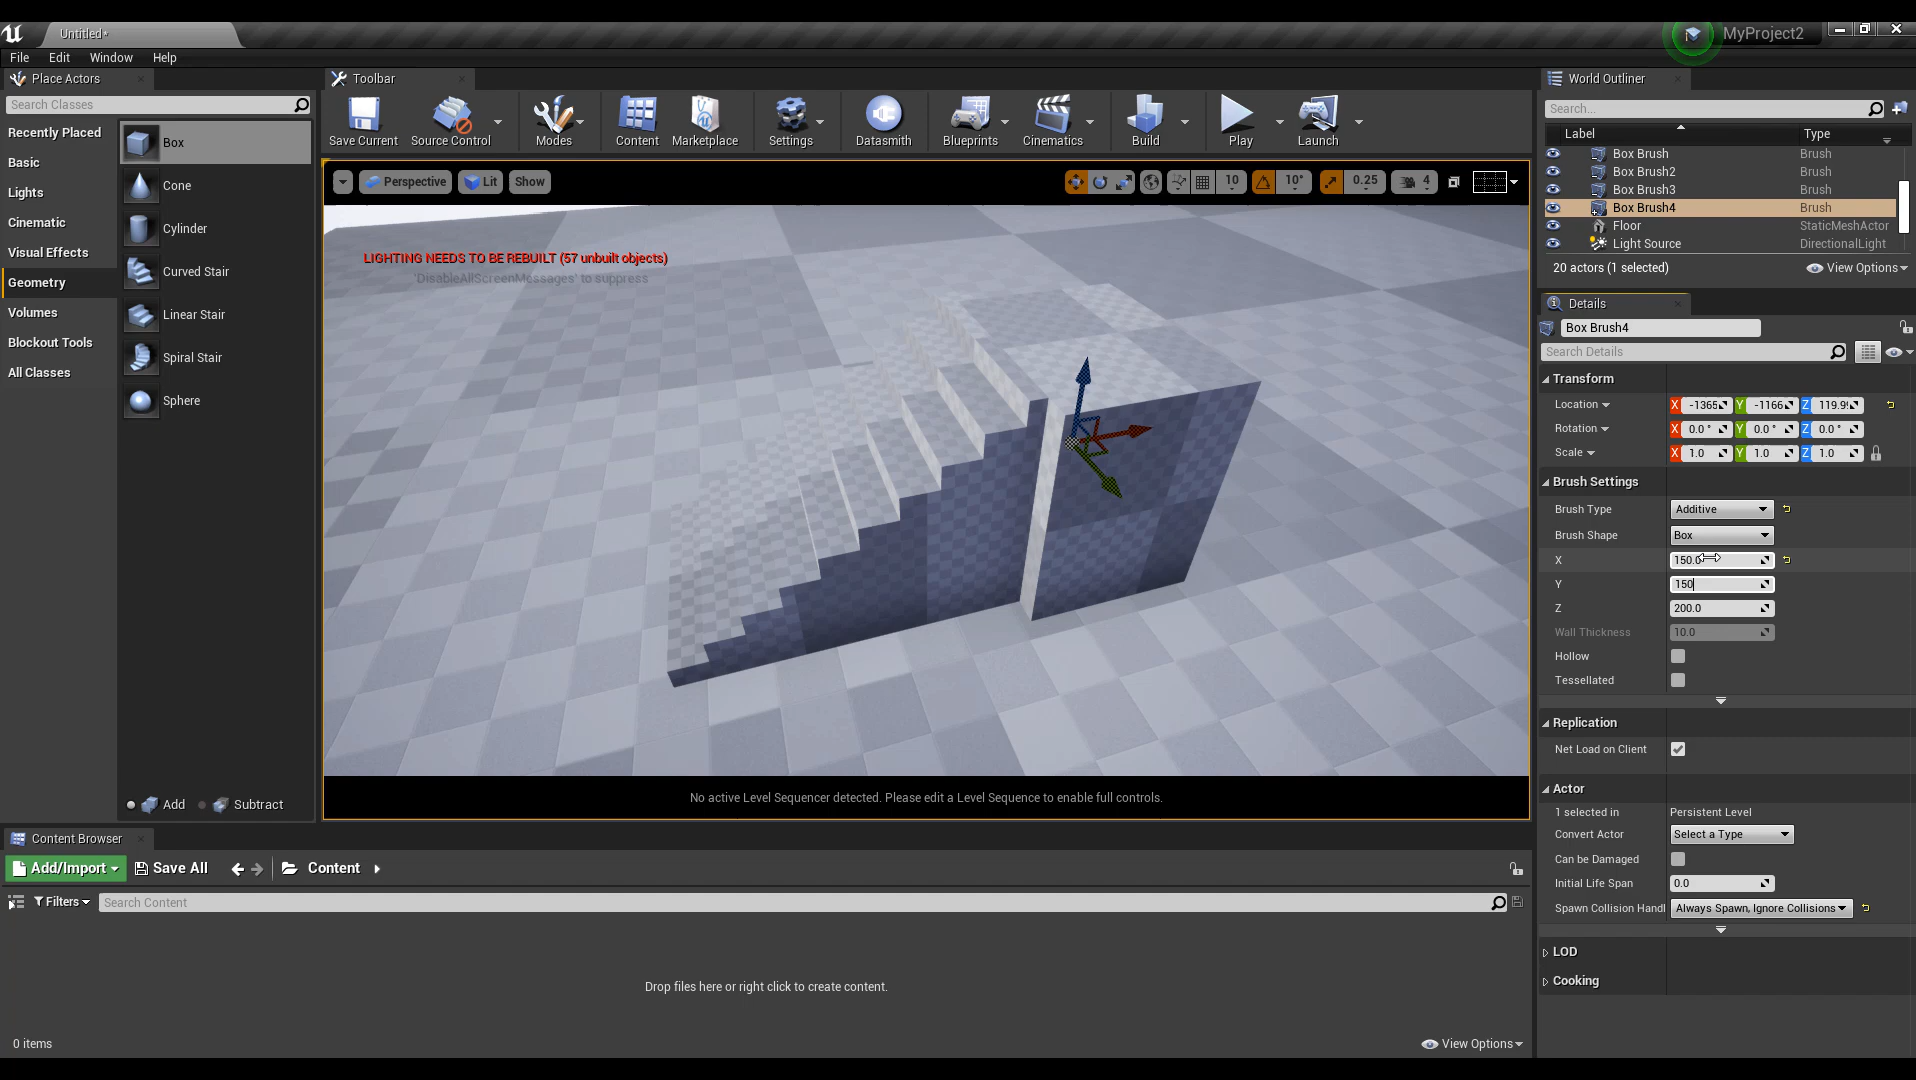 Untitled*
MyProject2
File Edit Window Help
Place Actors
Search Classes
Recently Placed
Basic
Lights
Cinematic
Visual Effects
Geometry
Volumes
Blockout Tools
All Classes
Box
Cone
Cylinder
Curved Stair
Linear Stair
Spiral Stair
Sphere
Add Subtract
Toolbar
Save Current Source Control Modes Content Marketplace Settings Datasmith Blueprints Cinematics Build Play Launch
Perspective Lit Show 10 10° 0.25 4
LIGHTING NEEDS TO BE REBUILT (57 unbuilt objects)
'DisableAllScreenMessages' to suppress
No active Level Sequencer detected. Please edit a Level Sequence to enable full controls.
World Outliner
Search...
Label Type
Box Brush Brush
Box Brush2 Brush
Box Brush3 Brush
Box Brush4 Brush
Floor StaticMeshActor
Light Source DirectionalLight
20 actors (1 selected) View Options
Details
Box Brush4
Search Details
Transform
Location X -1365 Y -1166 Z 119.9
Rotation X 0.0 ° Y 0.0 ° Z 0.0 °
Scale X 1.0 Y 1.0 Z 1.0
Brush Settings
Brush Type Additive
Brush Shape Box
X 150.0
Y 150
Z 200.0
Wall Thickness 10.0
Hollow
Tessellated
Replication
Net Load on Client
Actor
1 selected in Persistent Level
Convert Actor Select a Type
Can be Damaged
Initial Life Span 0.0
Spawn Collision Handl Always Spawn, Ignore Collisions
LOD
Cooking
Content Browser
Add/Import Save All Content
Filters Search Content
Drop files here or right click to create content.
0 items View Options